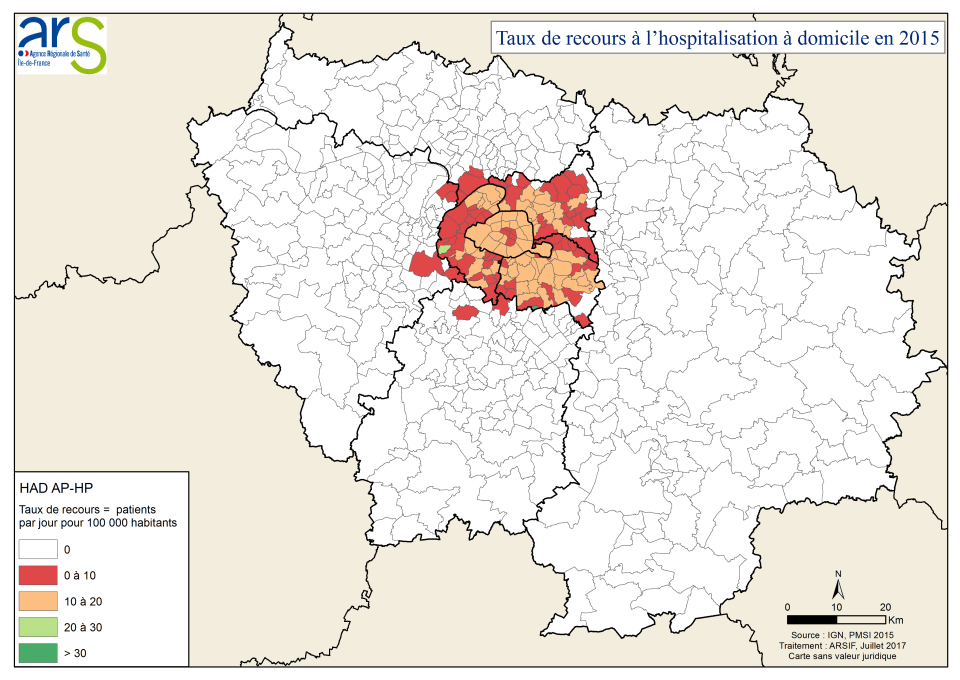 ars
Agence Régionale de Santé
Île-de-France
Taux de recours à l’hospitalisation à domicile en 2015
HAD AP-HP
Taux de recours = patients
par jour pour 100 000 habitants
0
0 à 10
10 à 20
20 à 30
> 30
N
0 10 20
Km
Source : IGN, PMSI 2015
Traitement : ARSIF, Juillet 2017
Carte sans valeur juridique